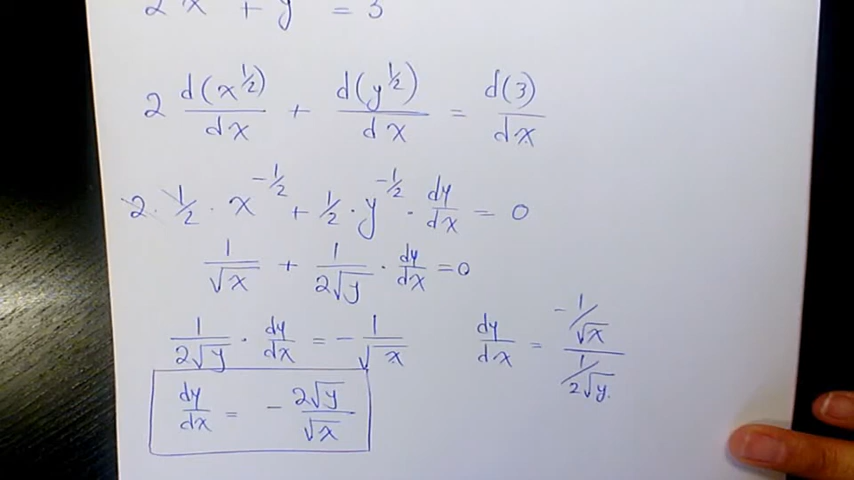 2 x + y = 3
2 d(x^1/2)/dx + d(y^1/2)/dx = d(3)/dx
2 · 1/2 · x^-1/2 + 1/2 · y^-1/2 · dy/dx = 0
1/√x + 1/2√y · dy/dx = 0
1/2√y · dy/dx = - 1/√x dy/dx = -1/√x / 1/2√y.
dy/dx = - 2√y/√x